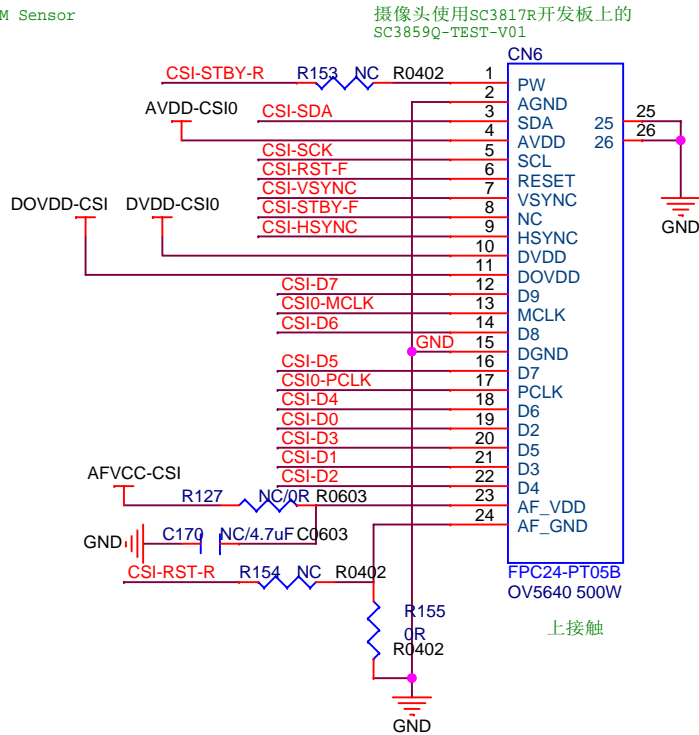 M Sensor
摄像头使用SC3817R开发板上的
SC3859Q-TEST-V01
CN6
CSI-STBY-R R153 NC R0402 1 PW
2 AGND
AVDD-CSI0 CSI-SDA 3 SDA 25 25
4 AVDD 26 26
CSI-SCK 5 SCL
CSI-RST-F 6 RESET
CSI-VSYNC 7 VSYNC
DOVDD-CSI DVDD-CSI0 CSI-STBY-F 8 NC
CSI-HSYNC 9 HSYNC
GND
10 DVDD
11 DOVDD
CSI-D7 12 D9
CSI0-MCLK 13 MCLK
CSI-D6 14 D8
GND 15 DGND
CSI-D5 16 D7
CSI0-PCLK 17 PCLK
CSI-D4 18 D6
CSI-D0 19 D2
CSI-D3 20 D5
CSI-D1 21 D3
CSI-D2 22 D4
AFVCC-CSI
R127 NC/0R R0603 23 AF_VDD
24 AF_GND
GND C170 NC/4.7uF C0603
CSI-RST-R R154 NC R0402
FPC24-PT05B
OV5640 500W
上接触
R155
0R
R0402
GND